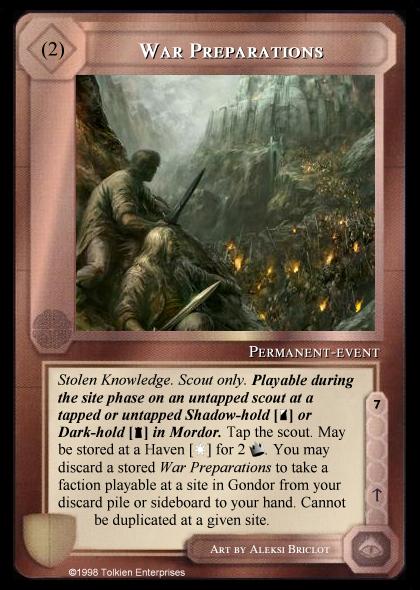 (2)
War Preparations
Permanent-event
Stolen Knowledge. Scout only. Playable during
the site phase on an untapped scout at a
tapped or untapped Shadow-hold [ ] or
Dark-hold [ ] in Mordor. Tap the scout. May
be stored at a Haven [ ] for 2 . You may
discard a stored War Preparations to take a
faction playable at a site in Gondor from your
discard pile or sideboard to your hand. Cannot
be duplicated at a given site.
7
Art by Aleksi Briclot
©1998 Tolkien Enterprises